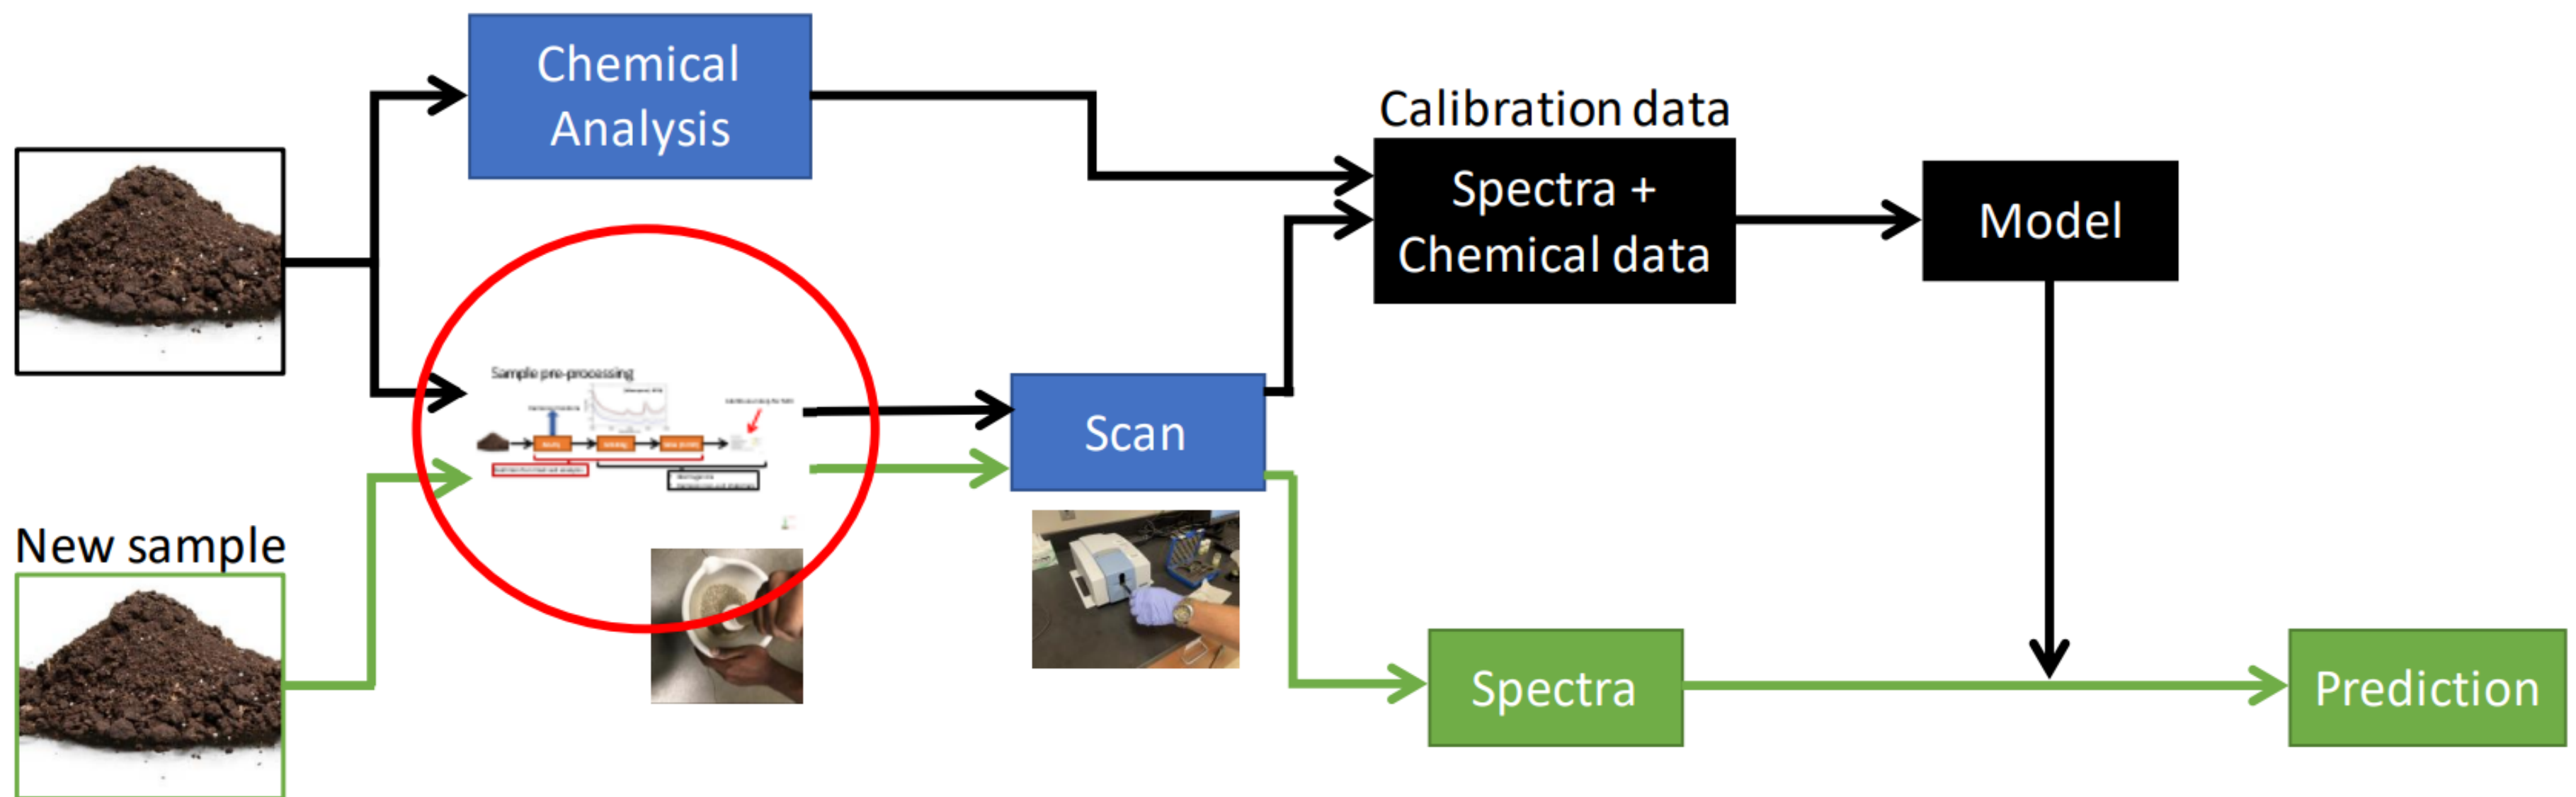 Chemical
Analysis
Calibration data
Spectra +
Chemical data
Model
Sample pre-processing
Scan
New sample
Spectra
Prediction